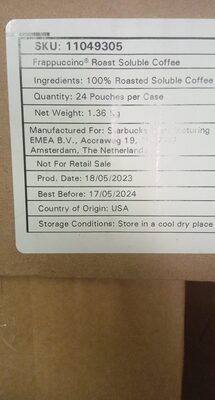 SKU: 11049305
Frappuccino® Roast Soluble Coffee
Ingredients: 100% Roasted Soluble Coffee
Quantity: 24 Pouches per Case
Net Weight: 1.36 kg
Manufactured For: Starbucks
EMEA B.V., Accraweg 19,
Amsterdam, The Netherland
Not For Retail Sale
Prod. Date: 18/05/2023
Best Before: 17/05/2024
Country of Origin: USA
Storage Conditions: Store in a cool dry place